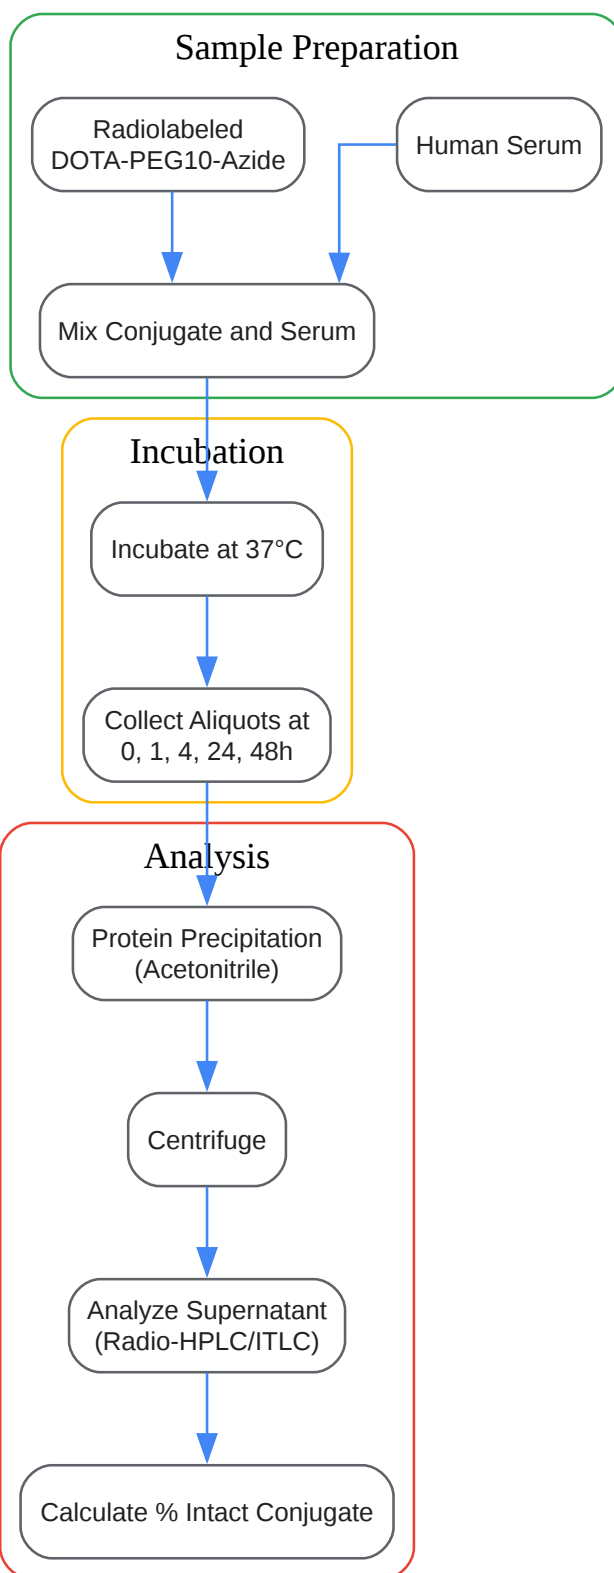 Sample Preparation
Radiolabeled
DOTA-PEG10-Azide
Human Serum
Mix Conjugate and Serum
Incubation
Incubate at 37°C
Collect Aliquots at
0, 1, 4, 24, 48h
Analysis
Protein Precipitation
(Acetonitrile)
Centrifuge
Analyze Supernatant
(Radio-HPLC/ITLC)
Calculate % Intact Conjugate